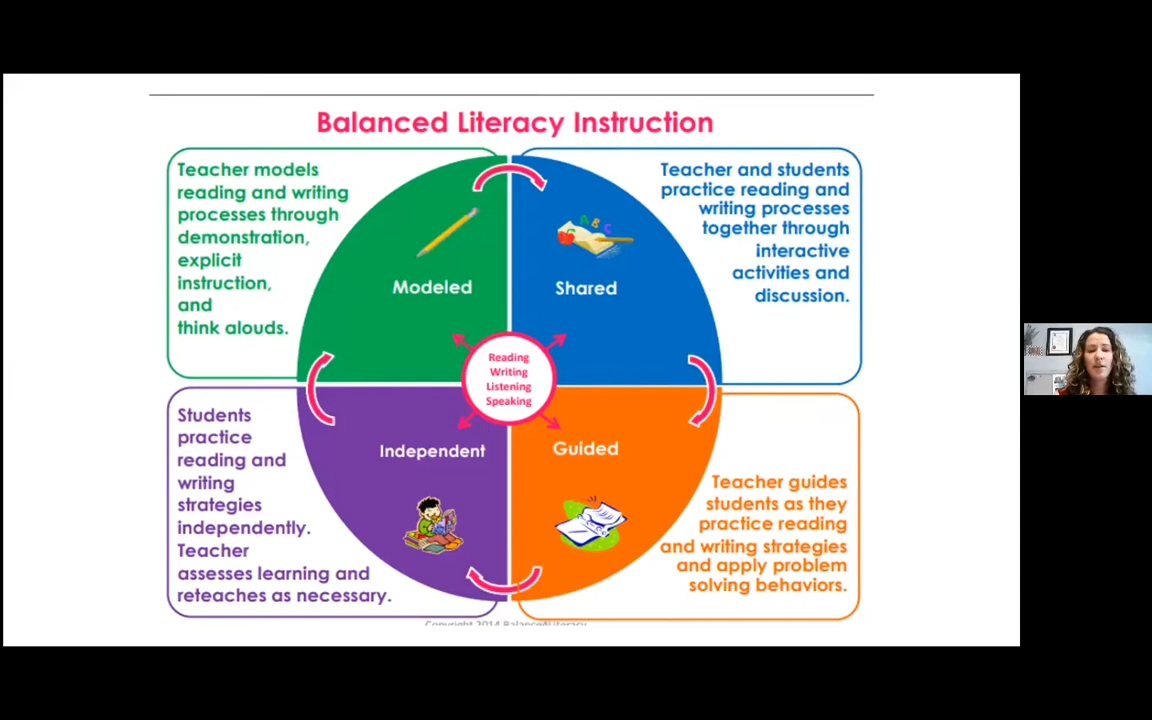 Balanced Literacy Instruction
Teacher models
reading and writing
processes through
demonstration,
explicit
instruction,
and
think alouds.
Modeled
Shared
Teacher and students
practice reading and
writing processes
together through
interactive
activities and
discussion.
Reading
Writing
Listening
Speaking
Students
practice
reading and
writing
strategies
independently.
Teacher
assesses learning and
reteaches as necessary.
Independent
Guided
Teacher guides
students as they
practice reading
and writing strategies
and apply problem
solving behaviors.
A B C
Copyright 2014 Balance4Literacy